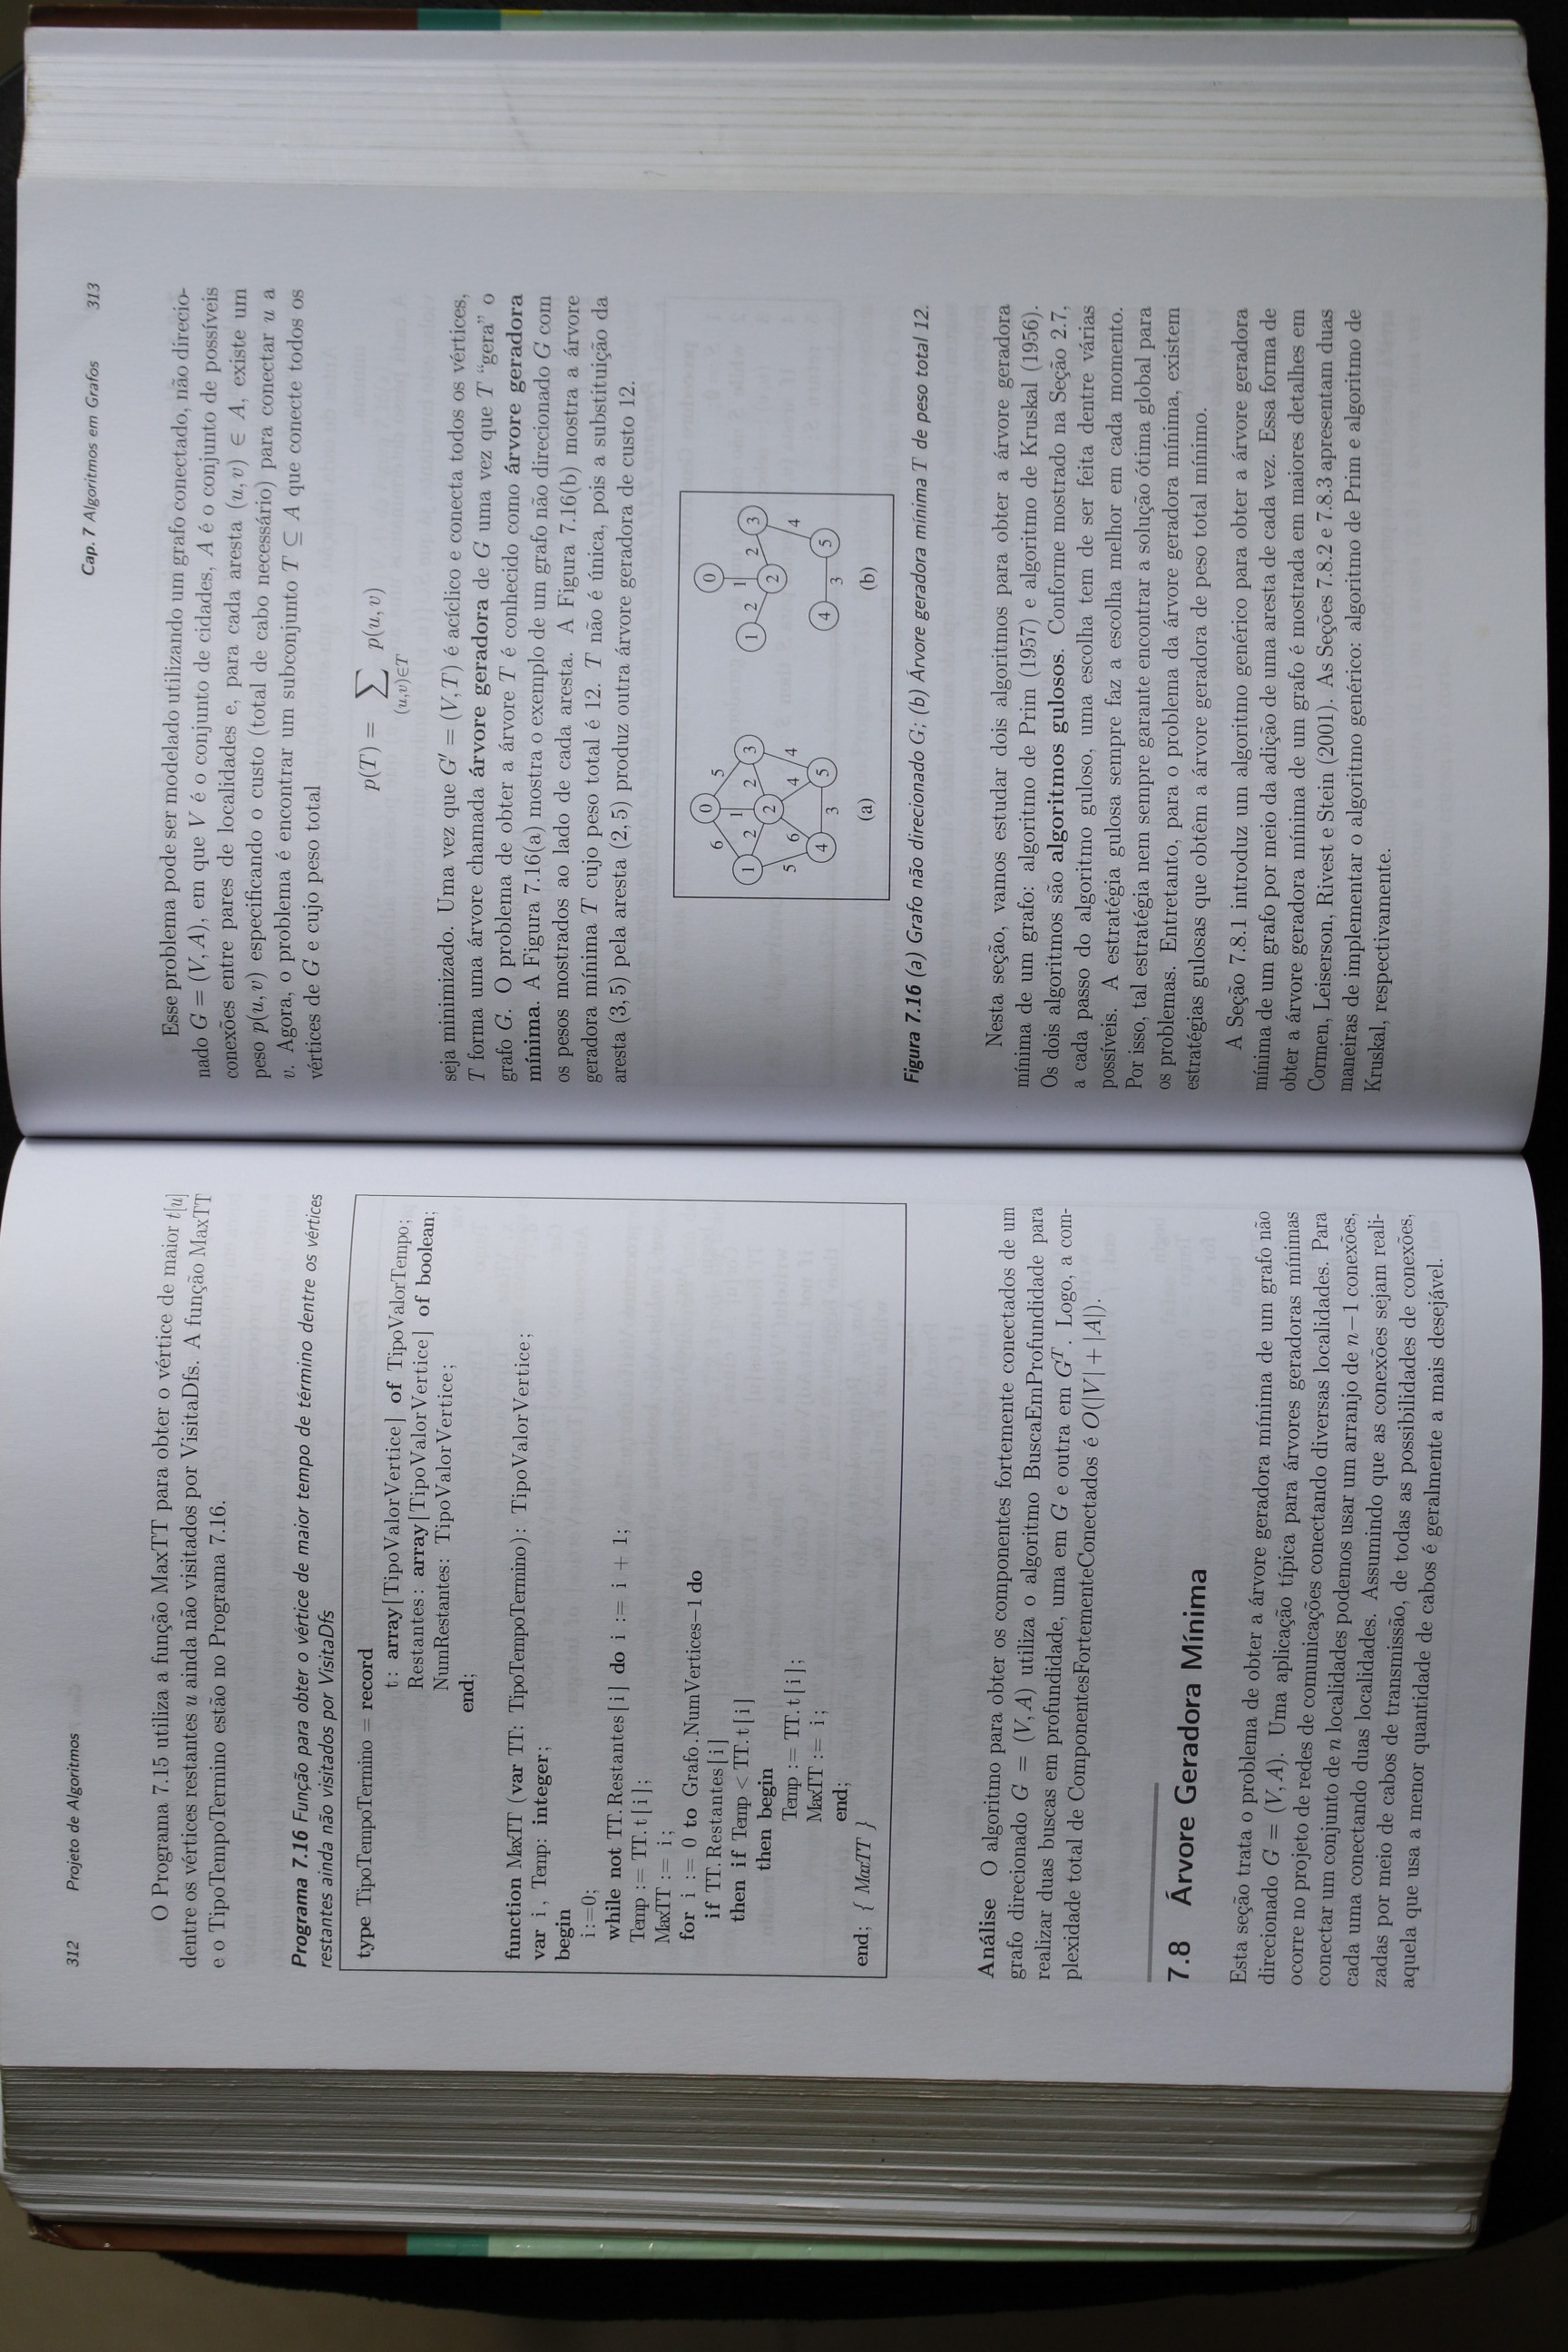 312 Projeto de Algoritmos
O Programa 7.15 utiliza a função MaxTT para obter o vértice de maior t[u]
dentre os vértices restantes u ainda não visitados por VisitaDfs. A função MaxTT
e o TipoTempoTermino estão no Programa 7.16.
Programa 7.16 Função para obter o vértice de maior tempo de término dentre os vértices
restantes ainda não visitados por VisitaDfs
type TipoTempoTermino = record
t: array[TipoValorVertice] of TipoValorTempo;
Restantes: array[TipoValorVertice] of boolean;
NumRestantes: TipoValorVertice;
end;
function MaxTT (var TT: TipoTempoTermino): TipoValorVertice;
var i, Temp: integer;
begin
i:=0;
while not TT.Restantes[i] do i := i + 1;
Temp := TT.t[i];
MaxTT := i;
for i := 0 to Grafo.NumVertices−1 do
if TT.Restantes[i]
then if Temp < TT.t[i]
then begin
Temp := TT.t[i];
MaxTT := i;
end;
end; { MaxTT }
Análise O algoritmo para obter os componentes fortemente conectados de um
grafo direcionado G = (V, A) utiliza o algoritmo BuscaEmProfundidade para
realizar duas buscas em profundidade, uma em G e outra em Gᵀ. Logo, a com-
plexidade total de ComponentesFortementeConectados é O(|V| + |A|).
7.8 Árvore Geradora Mínima
Esta seção trata o problema de obter a árvore geradora mínima de um grafo não
direcionado G = (V, A). Uma aplicação típica para árvores geradoras mínimas
ocorre no projeto de redes de comunicações conectando diversas localidades. Para
conectar um conjunto de n localidades podemos usar um arranjo de n−1 conexões,
cada uma conectando duas localidades. Assumindo que as conexões sejam reali-
zadas por meio de cabos de transmissão, de todas as possibilidades de conexões,
aquela que usa a menor quantidade de cabos é geralmente a mais desejável.
Cap. 7 Algoritmos em Grafos 313
Esse problema pode ser modelado utilizando um grafo conectado, não direcio-
nado G = (V, A), em que V é o conjunto de cidades, A é o conjunto de possíveis
conexões entre pares de localidades e, para cada aresta (u, v) ∈ A, existe um
peso p(u, v) especificando o custo (total de cabo necessário) para conectar u a
v. Agora, o problema é encontrar um subconjunto T ⊆ A que conecte todos os
vértices de G e cujo peso total
p(T) = ∑ p(u, v)
(u,v)∈T
seja minimizado. Uma vez que G′ = (V, T) é acíclico e conecta todos os vértices,
T forma uma árvore chamada árvore geradora de G uma vez que T “gera” o
grafo G. O problema de obter a árvore T é conhecido como árvore geradora
mínima. A Figura 7.16(a) mostra o exemplo de um grafo não direcionado G com
os pesos mostrados ao lado de cada aresta. A Figura 7.16(b) mostra a árvore
geradora mínima T cujo peso total é 12. T não é única, pois a substituição da
aresta (3, 5) pela aresta (2, 5) produz outra árvore geradora de custo 12.
0 0
6 5
1 1
1 2 2 3 1 2 2 3
2 2
5 6 4 4 4
4 5 4 5
3 3
(a) (b)
Figura 7.16 (a) Grafo não direcionado G; (b) Árvore geradora mínima T de peso total 12.
Nesta seção, vamos estudar dois algoritmos para obter a árvore geradora
mínima de um grafo: algoritmo de Prim (1957) e algoritmo de Kruskal (1956).
Os dois algoritmos são algoritmos gulosos. Conforme mostrado na Seção 2.7,
a cada passo do algoritmo guloso, uma escolha tem de ser feita dentre várias
possíveis. A estratégia gulosa sempre faz a escolha melhor em cada momento.
Por isso, tal estratégia nem sempre garante encontrar a solução ótima global para
os problemas. Entretanto, para o problema da árvore geradora mínima, existem
estratégias gulosas que obtêm a árvore geradora de peso total mínimo.
A Seção 7.8.1 introduz um algoritmo genérico para obter a árvore geradora
mínima de um grafo por meio da adição de uma aresta de cada vez. Essa forma de
obter a árvore geradora mínima de um grafo é mostrada em maiores detalhes em
Cormen, Leiserson, Rivest e Stein (2001). As Seções 7.8.2 e 7.8.3 apresentam duas
maneiras de implementar o algoritmo genérico: algoritmo de Prim e algoritmo de
Kruskal, respectivamente.